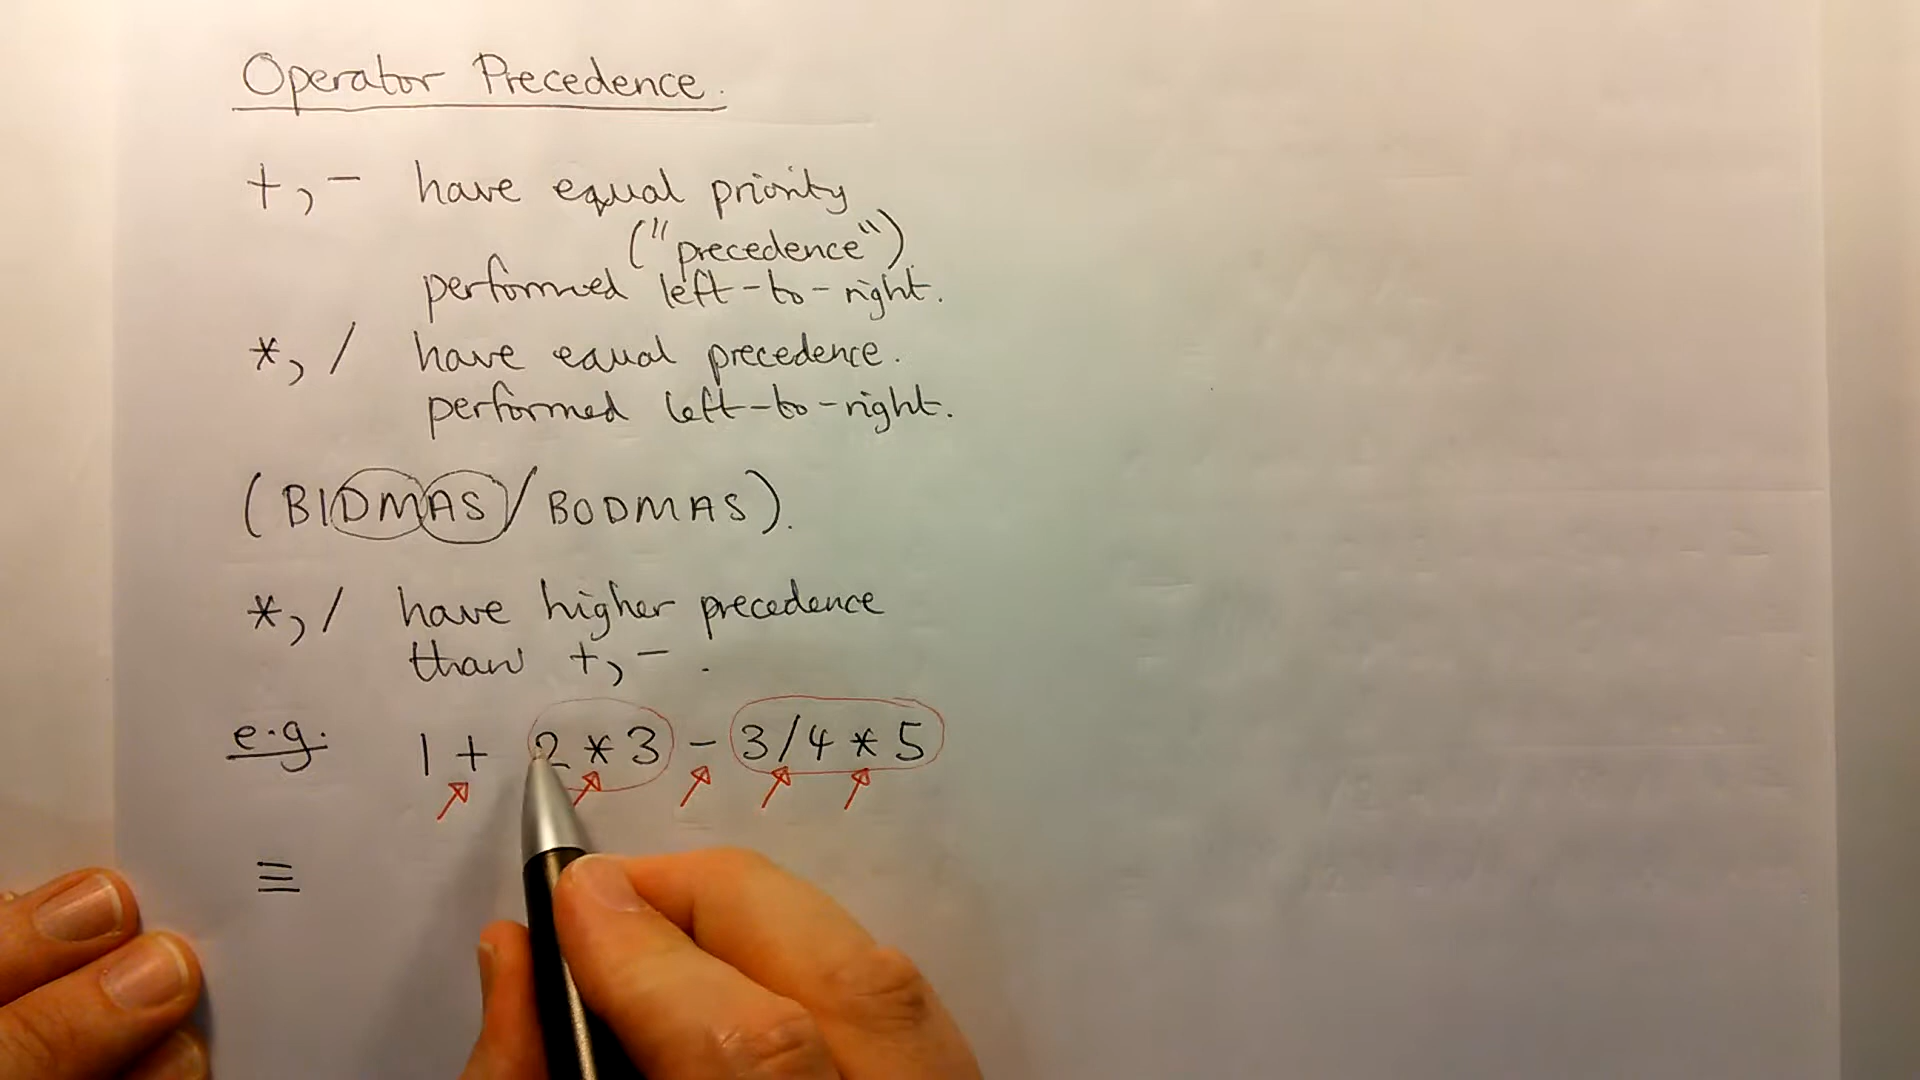 Operator Precedence.
+, - have equal priority
("precedence")
performed left-to-right.
*, / have equal precedence.
performed left-to-right.
(BIDMAS/BODMAS).
*, / have higher precedence
than +, - .
e.g. 1 + 2 * 3 - 3/4 * 5
≡